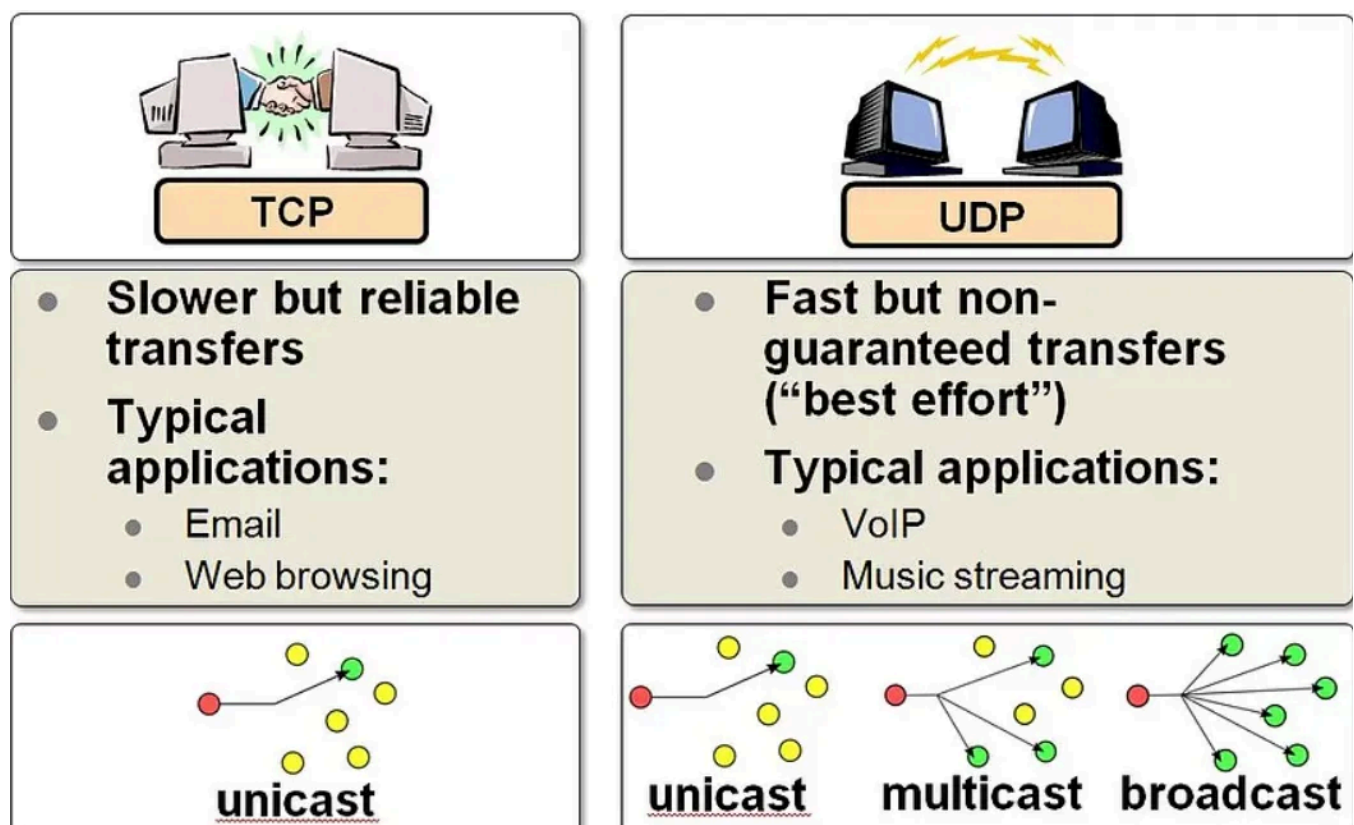 TCP
Slower but reliable
transfers
Typical
applications:
Email
Web browsing
unicast
UDP
Fast but non-
guaranteed transfers
(“best effort”)
Typical applications:
VoIP
Music streaming
unicast
multicast
broadcast